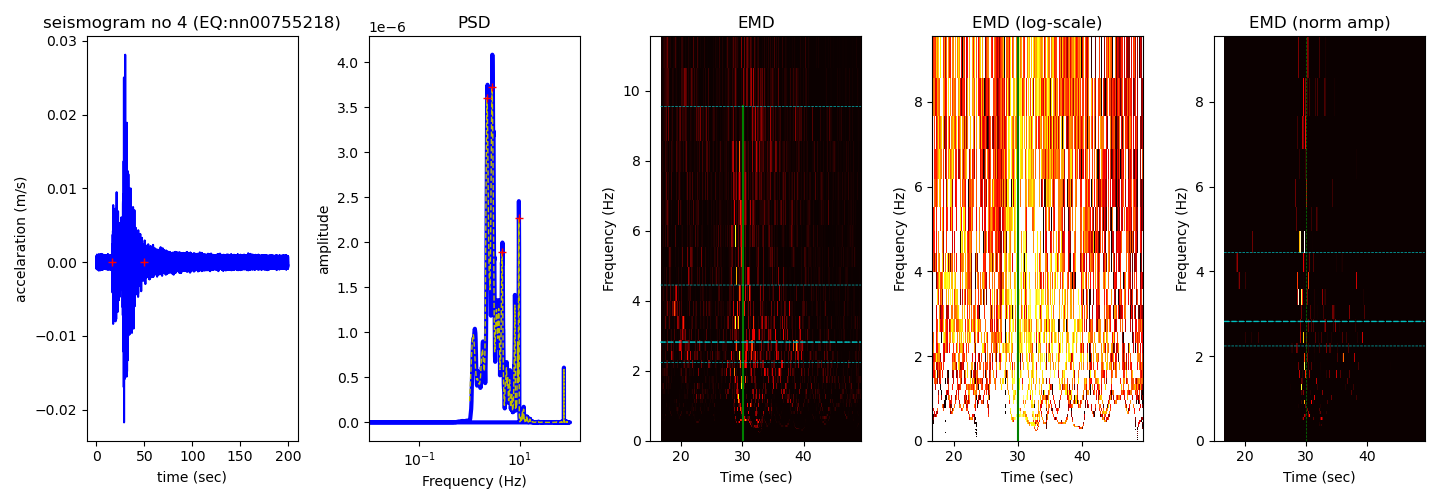 seismogram no 4 (EQ:nn00755218)
accelaration (m/s)
0.03
0.02
0.01
0.00
−0.01
−0.02
0 50 100 150 200
time (sec)
PSD
1e−6
amplitude
4.0
3.5
3.0
2.5
2.0
1.5
1.0
0.5
0.0
10−1 101
Frequency (Hz)
EMD
Frequency (Hz)
10
8
6
4
2
0
20 30 40
Time (sec)
EMD (log-scale)
Frequency (Hz)
8
6
4
2
0
20 30 40
Time (sec)
EMD (norm amp)
Frequency (Hz)
8
6
4
2
0
20 30 40
Time (sec)